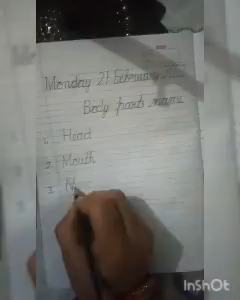 Monday 21 February
Body parts name
1. Head
2. Mouth
3. N
InShOt